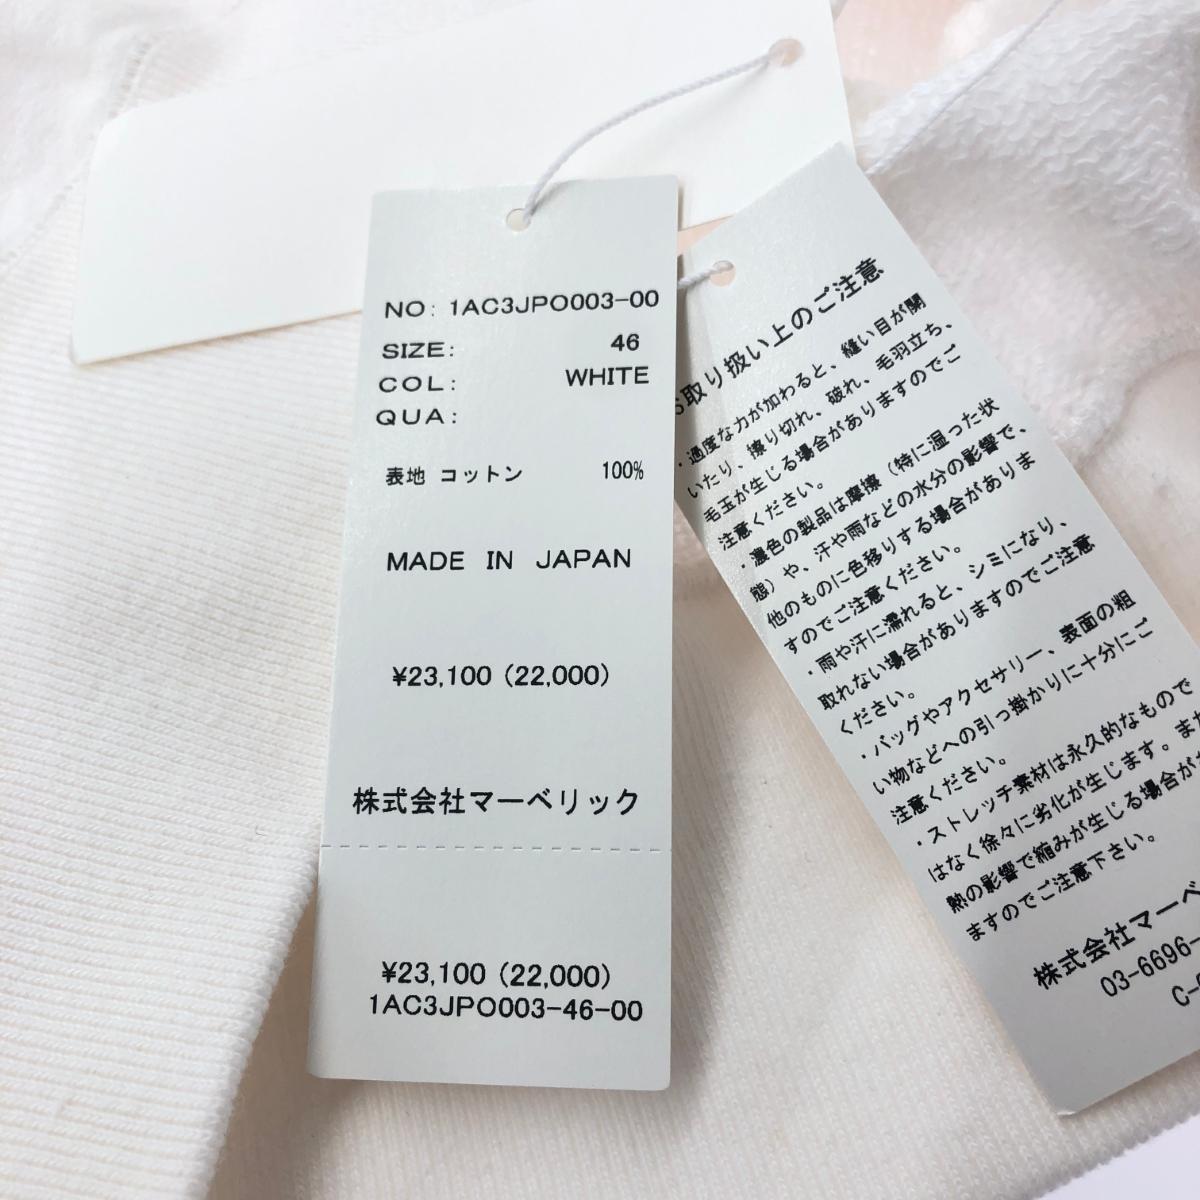 NO: 1AC3JPO003-00
SIZE: 46
COL: WHITE
QUA:
表地 コットン 100%
MADE IN JAPAN
¥23,100 (22,000)
株式会社マーベリック
¥23,100 (22,000)
1AC3JPO003-46-00
取り扱い上のご注意
・過度な力が加わると、縫い目が開
いたり、擦り切れ、破れ、毛羽立ち、
毛玉が生じる場合がありますのでご
注意ください。
・濃色の製品は摩擦（特に湿った状
態）や、汗や雨などの水分の影響で、
他のものに色移りする場合がありま
すのでご注意ください。
・雨や汗に濡れると、シミになり、
取れない場合がありますのでご注意
ください。
・バッグやアクセサリー、表面の粗
い物などへの引っ掛かりに十分にご
注意ください。
・ストレッチ素材は永久的なもので
はなく徐々に劣化が生じます。また
熱の影響で縮みが生じる場合が
ますのでご注意下さい。
株式会社マーベ
03-6696-